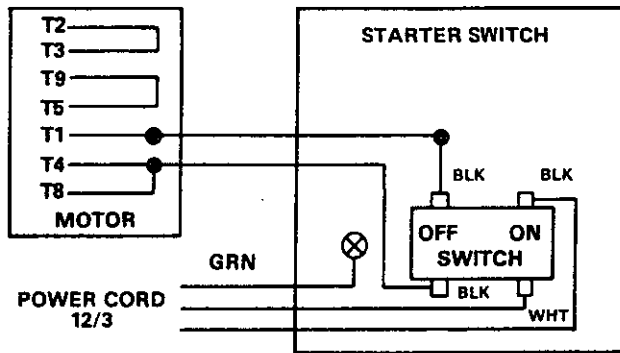 T2
T3
T9
T5
T1
T4
T8
MOTOR
STARTER SWITCH
BLK
BLK
OFF ON
SWITCH
BLK
WHT
GRN
POWER CORD
12/3